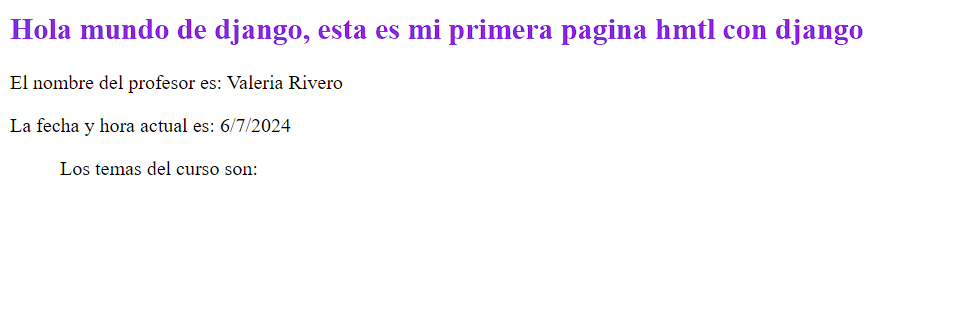 Hola mundo de django, esta es mi primera pagina hmtl con django
El nombre del profesor es: Valeria Rivero
La fecha y hora actual es: 6/7/2024
Los temas del curso son: